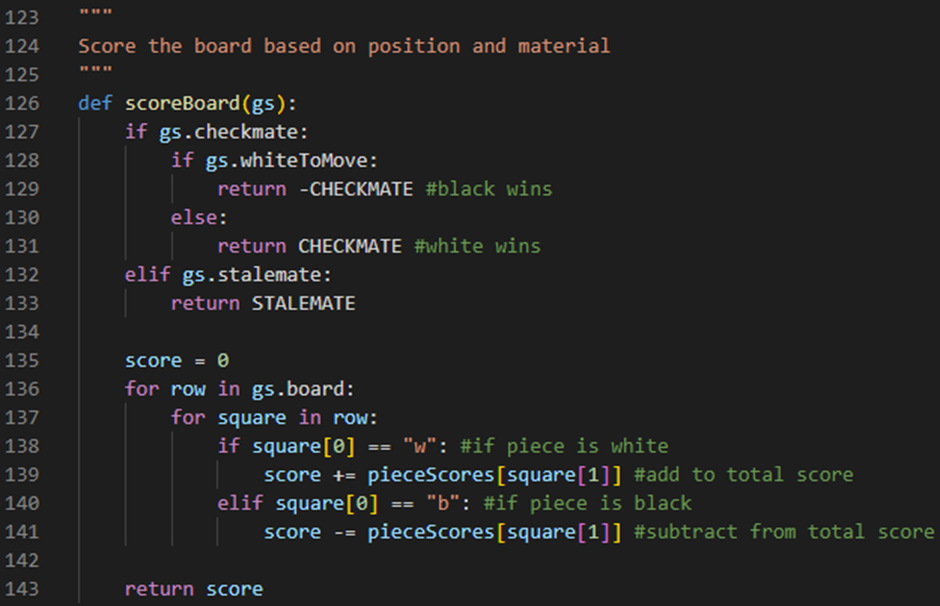 123 """
124 Score the board based on position and material
125 """
126 def scoreBoard(gs):
127     if gs.checkmate:
128         if gs.whiteToMove:
129             return -CHECKMATE #black wins
130         else:
131             return CHECKMATE #white wins
132     elif gs.stalemate:
133         return STALEMATE
134
135     score = 0
136     for row in gs.board:
137         for square in row:
138             if square[0] == "w": #if piece is white
139                 score += pieceScores[square[1]] #add to total score
140             elif square[0] == "b": #if piece is black
141                 score -= pieceScores[square[1]] #subtract from total score
142
143     return score